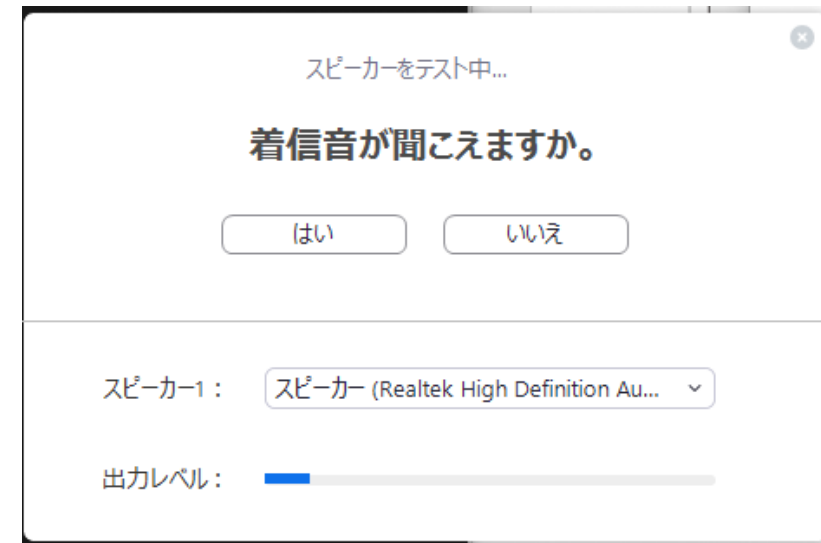 スピーカーをテスト中...
着信音が聞こえますか。
はい いいえ
スピーカー1： スピーカー (Realtek High Definition Au...
出力レベル：